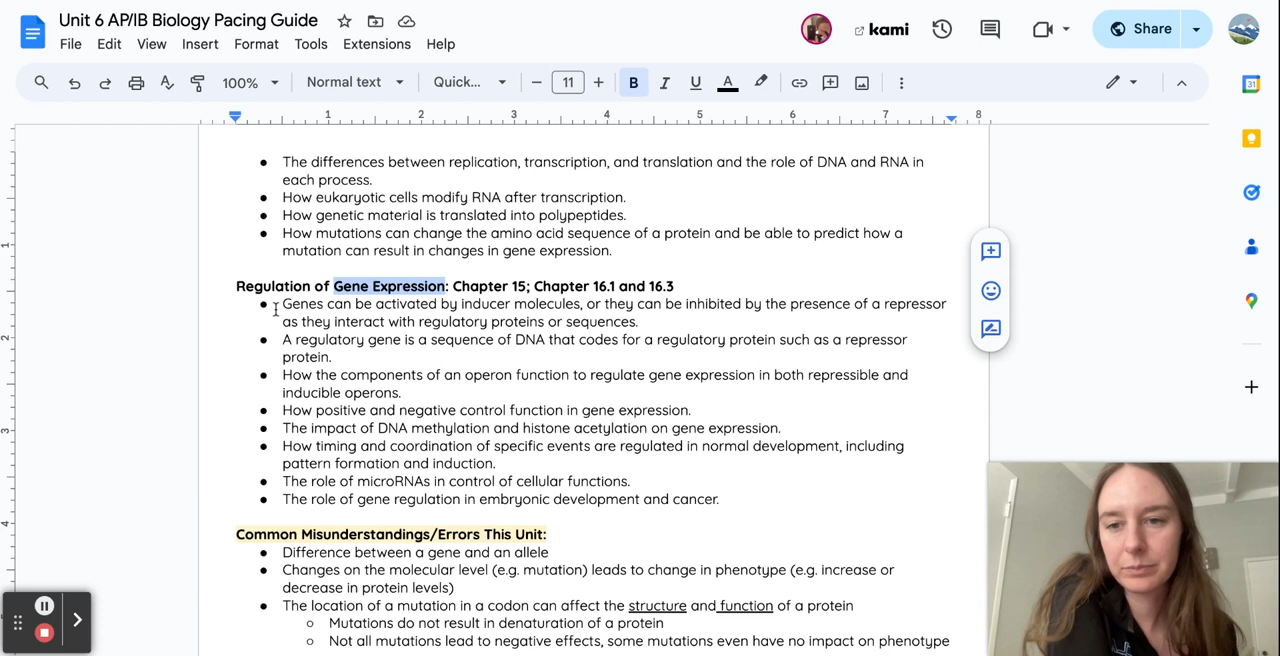 Unit 6 AP/IB Biology Pacing Guide
kami
Share
File Edit View Insert Format Tools Extensions Help
100% Normal text Quick... 11 B I U A
31
1 2 3 4 5 6 7 8
The differences between replication, transcription, and translation and the role of DNA and RNA in
each process.
How eukaryotic cells modify RNA after transcription.
How genetic material is translated into polypeptides.
How mutations can change the amino acid sequence of a protein and be able to predict how a
mutation can result in changes in gene expression.
Regulation of Gene Expression: Chapter 15; Chapter 16.1 and 16.3
Genes can be activated by inducer molecules, or they can be inhibited by the presence of a repressor
as they interact with regulatory proteins or sequences.
A regulatory gene is a sequence of DNA that codes for a regulatory protein such as a repressor
protein.
How the components of an operon function to regulate gene expression in both repressible and
inducible operons.
How positive and negative control function in gene expression.
The impact of DNA methylation and histone acetylation on gene expression.
How timing and coordination of specific events are regulated in normal development, including
pattern formation and induction.
The role of microRNAs in control of cellular functions.
The role of gene regulation in embryonic development and cancer.
Common Misunderstandings/Errors This Unit:
Difference between a gene and an allele
Changes on the molecular level (e.g. mutation) leads to change in phenotype (e.g. increase or
decrease in protein levels)
The location of a mutation in a codon can affect the structure and function of a protein
Mutations do not result in denaturation of a protein
Not all mutations lead to negative effects, some mutations even have no impact on phenotype
1
2
3
4